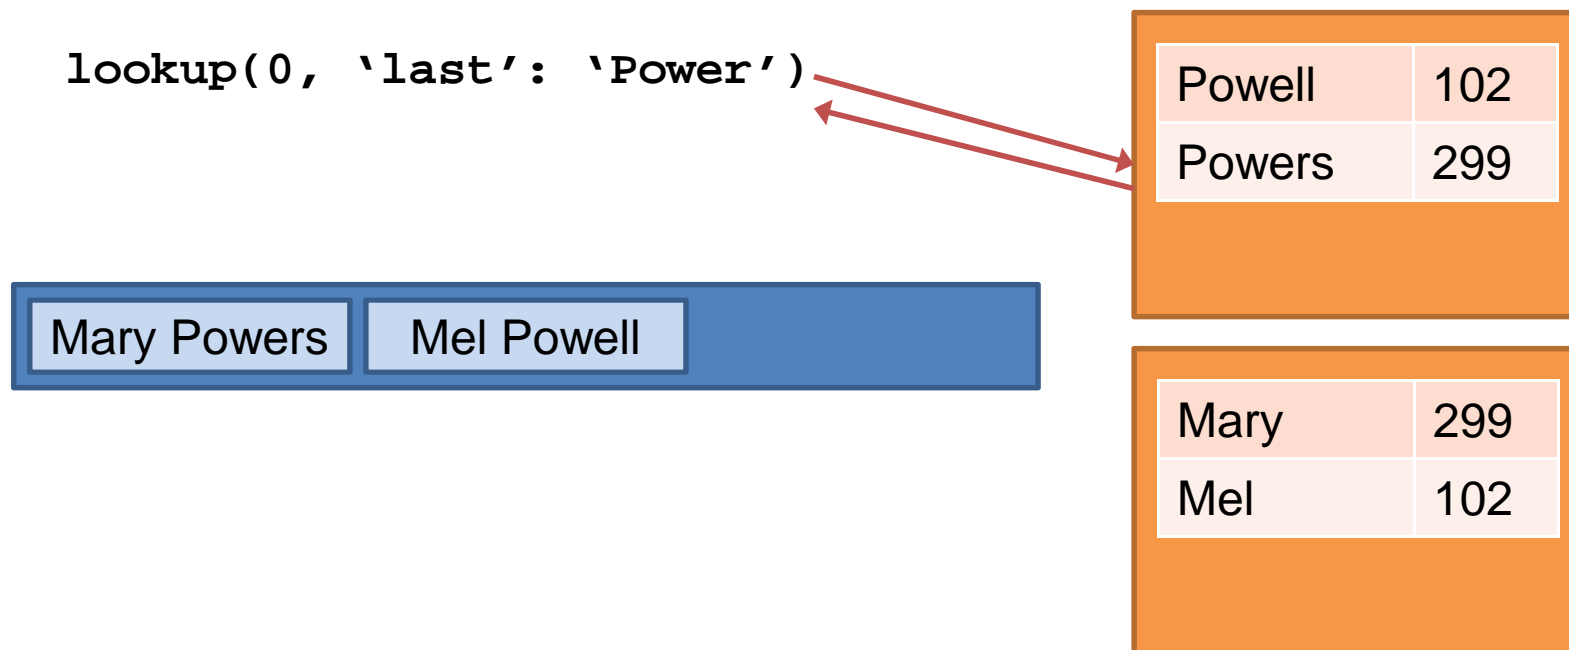 lookup(0, ‘last’: ‘Power’)
Powell 102
Powers 299
Mary Powers Mel Powell
Mary 299
Mel 102